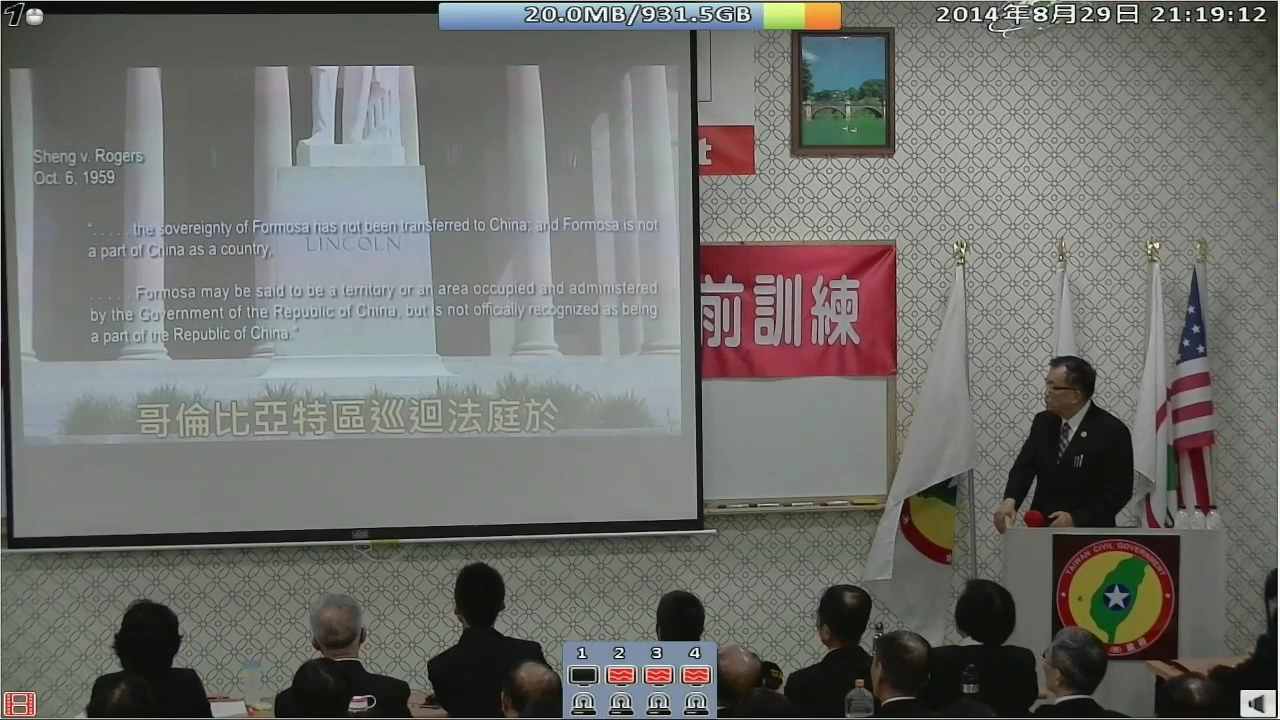 1
20.0MB/931.5GB
2014年8月29日 21:19:12
Sheng v. Rogers
Oct. 6, 1959
". . . . . the sovereignty of Formosa has not been transferred to China; and Formosa is not
a part of China as a country,
LINCOLN
. . . . . Formosa may be said to be a territory or an area occupied and administered
by the Government of the Republic of China, but is not officially recognized as being
a part of the Republic of China."
哥倫比亞特區巡迴法庭於
t
前訓練
TAIWAN CIVIL GOVERNMENT
1 2 3 4